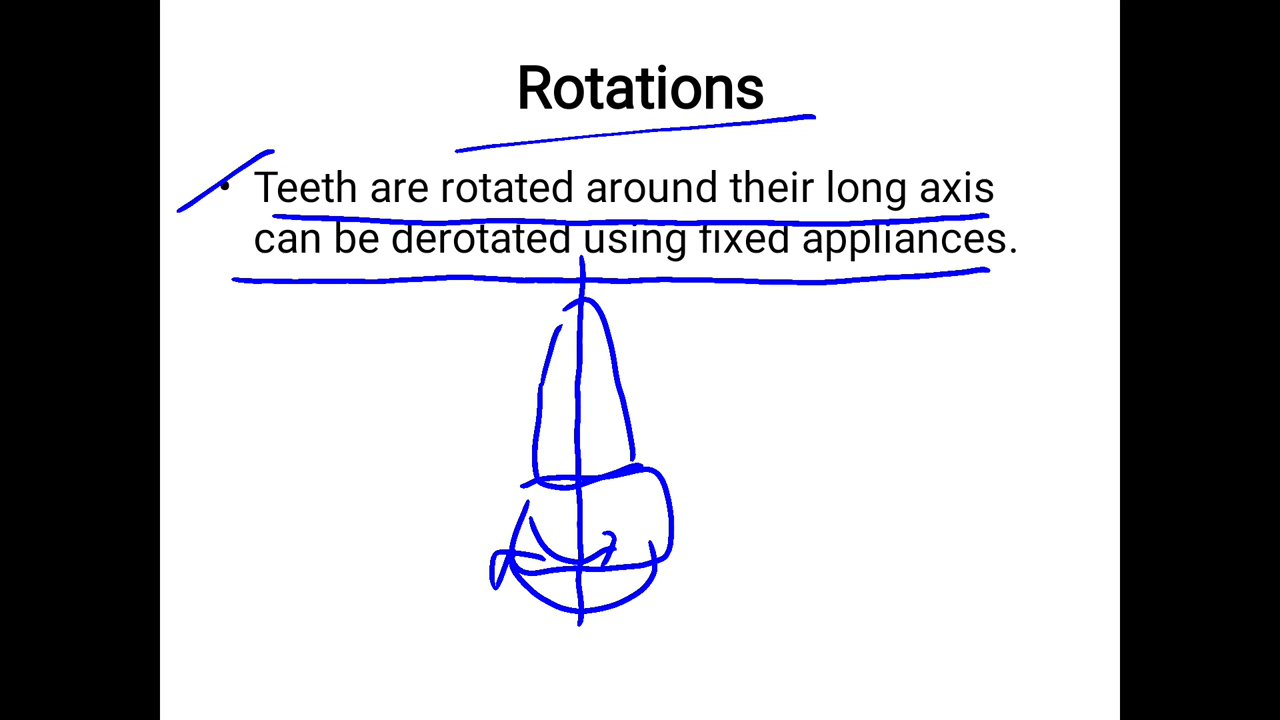 Rotations
• Teeth are rotated around their long axis
can be derotated using fixed appliances.